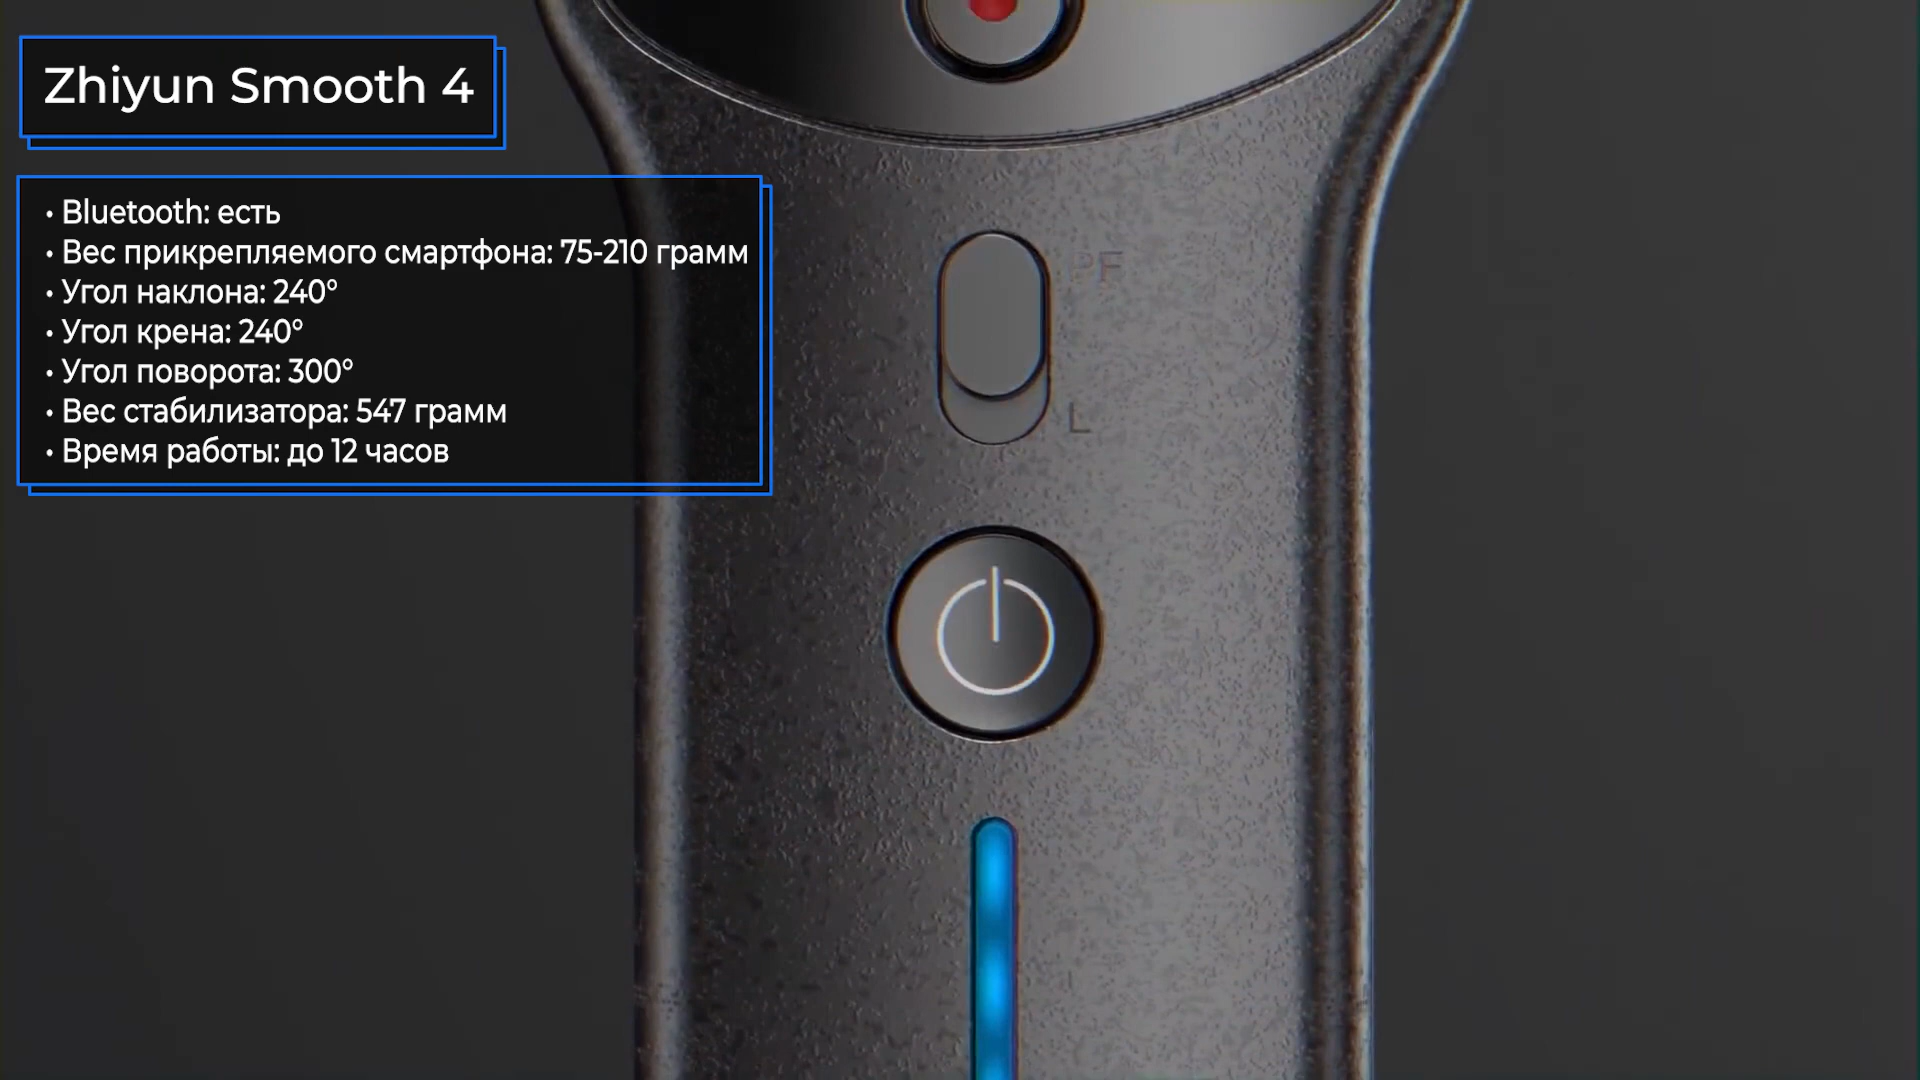 Zhiyun Smooth 4
• Bluetooth: есть
• Вес прикрепляемого смартфона: 75-210 грамм
• Угол наклона: 240°
• Угол крена: 240°
• Угол поворота: 300°
• Вес стабилизатора: 547 грамм
• Время работы: до 12 часов
PF
L